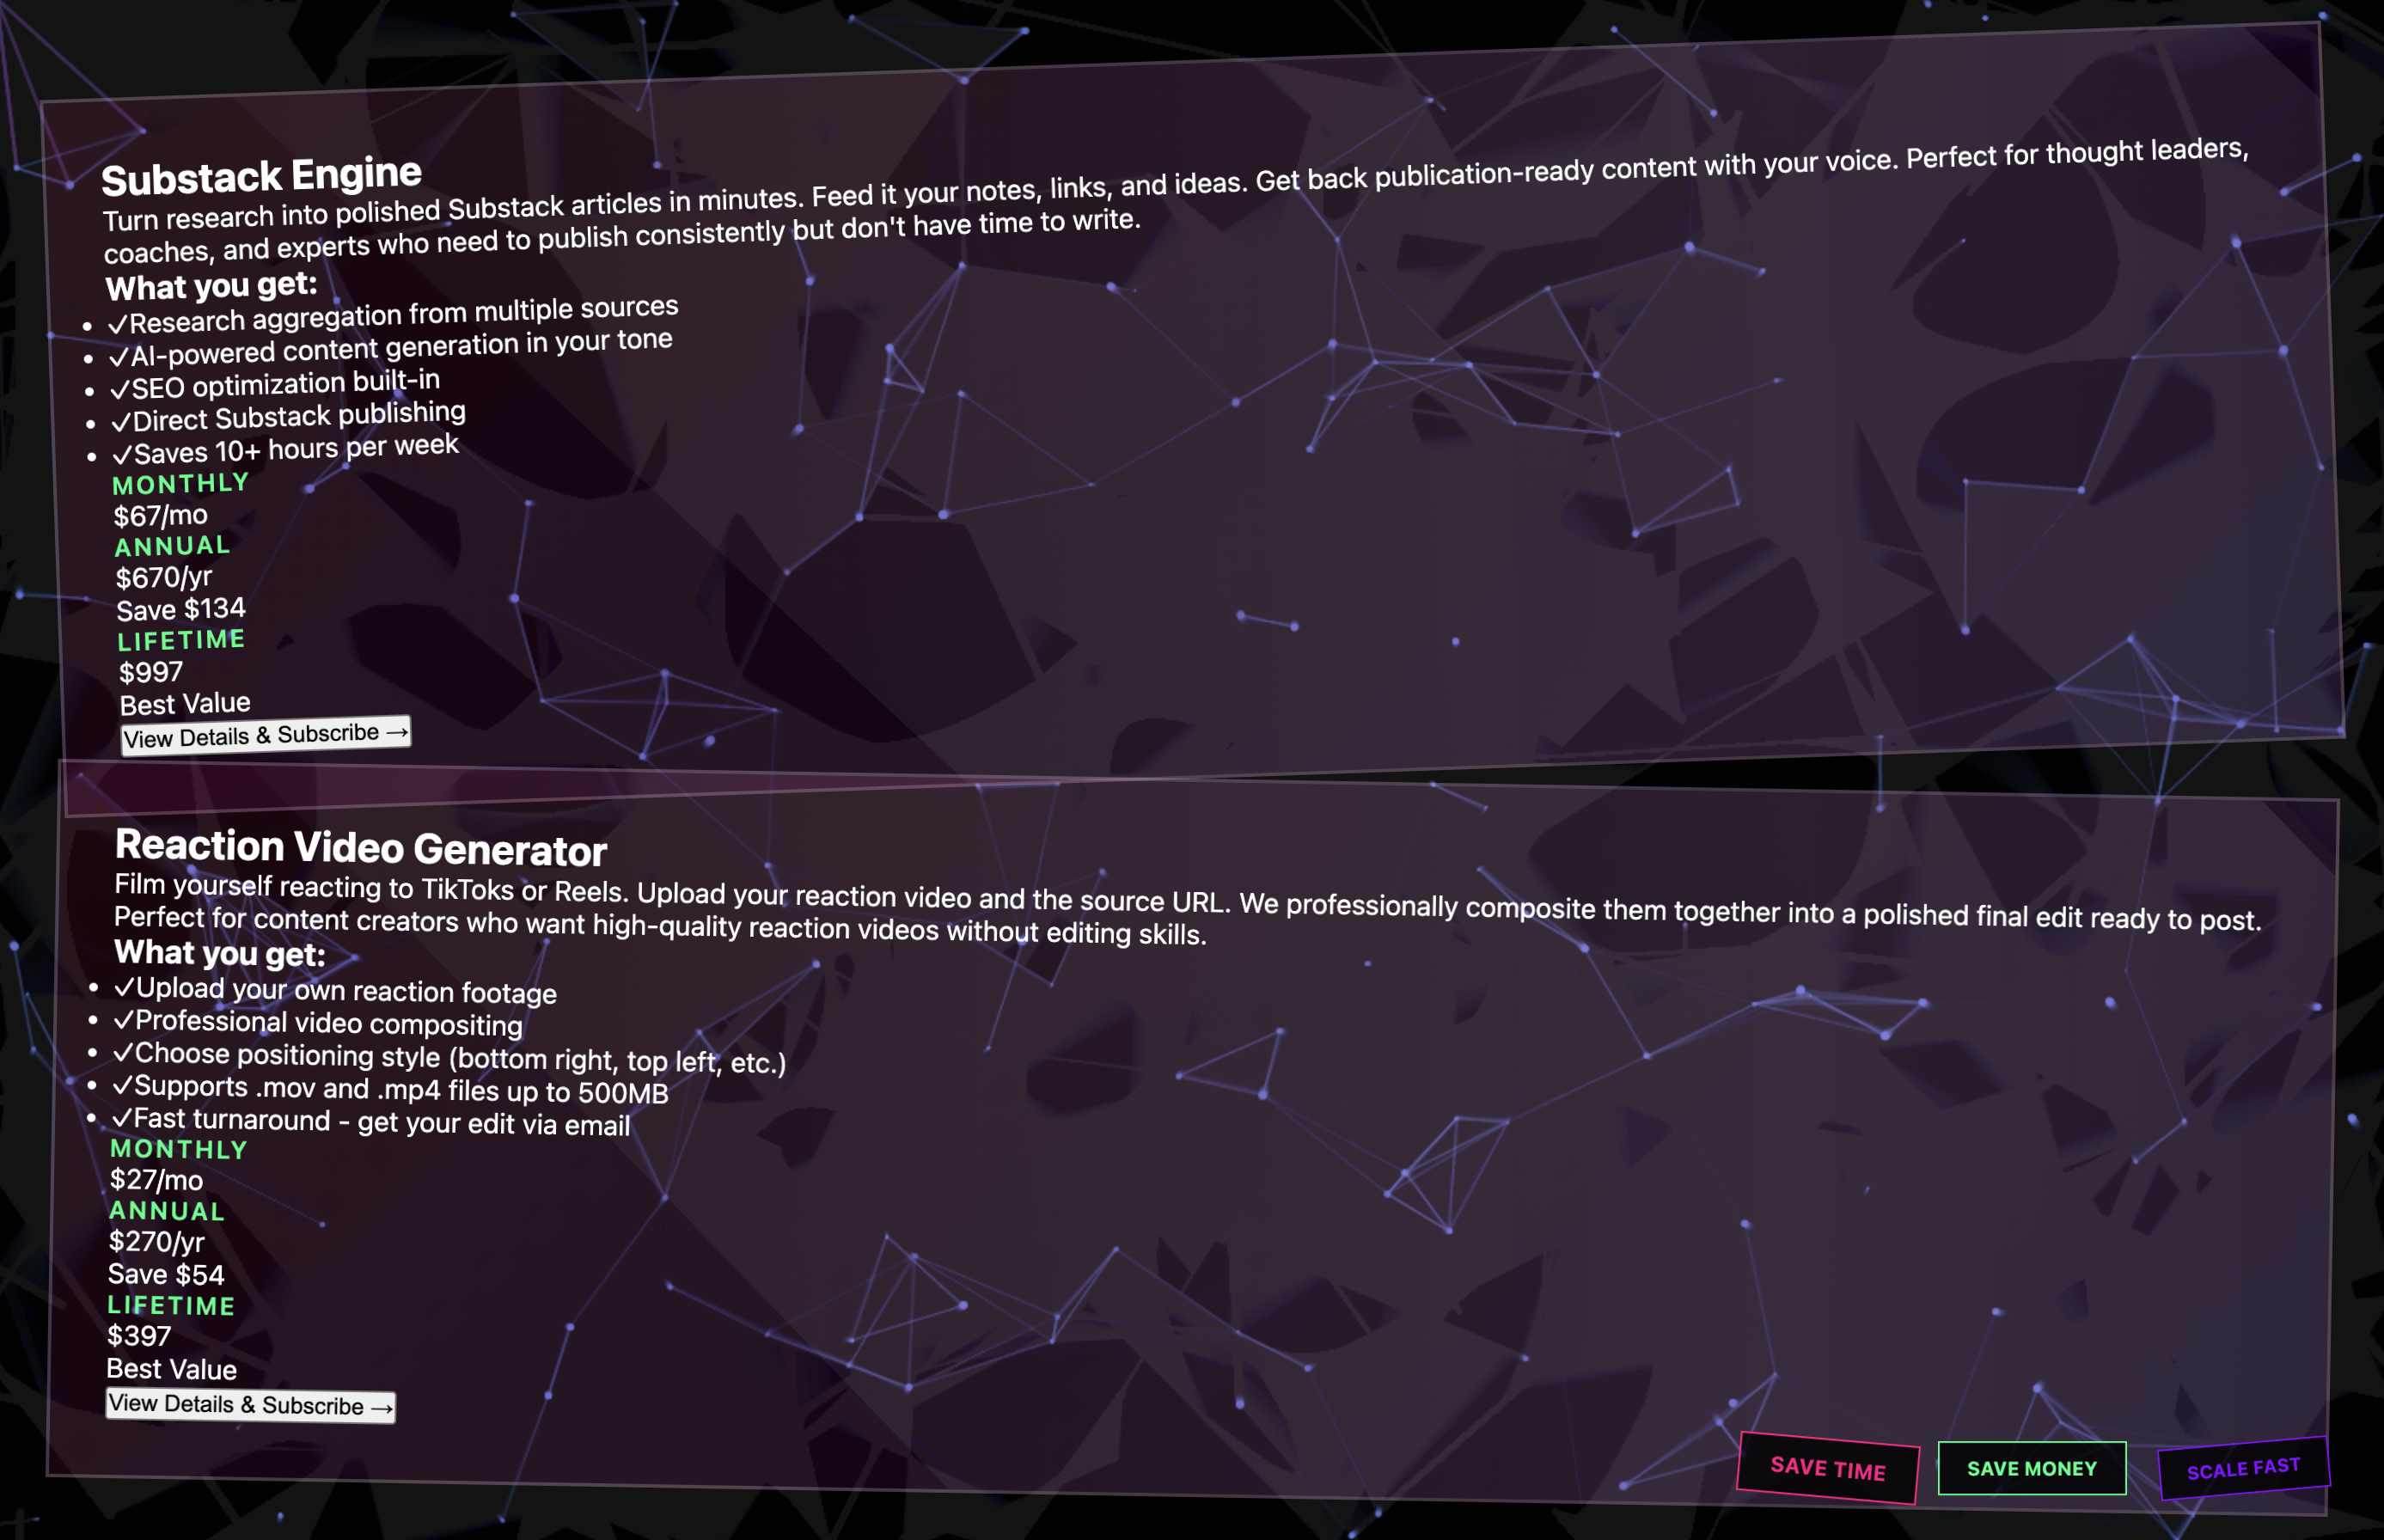 Substack Engine
Turn research into polished Substack articles in minutes. Feed it your notes, links, and ideas. Get back publication-ready content with your voice. Perfect for thought leaders,
coaches, and experts who need to publish consistently but don't have time to write.
What you get:
• ✓Research aggregation from multiple sources
• ✓AI-powered content generation in your tone
• ✓SEO optimization built-in
• ✓Direct Substack publishing
• ✓Saves 10+ hours per week
MONTHLY
$67/mo
ANNUAL
$670/yr
Save $134
LIFETIME
$997
Best Value
View Details & Subscribe →
Reaction Video Generator
Film yourself reacting to TikToks or Reels. Upload your reaction video and the source URL. We professionally composite them together into a polished final edit ready to post.
Perfect for content creators who want high-quality reaction videos without editing skills.
What you get:
• ✓Upload your own reaction footage
• ✓Professional video compositing
• ✓Choose positioning style (bottom right, top left, etc.)
• ✓Supports .mov and .mp4 files up to 500MB
• ✓Fast turnaround - get your edit via email
MONTHLY
$27/mo
ANNUAL
$270/yr
Save $54
LIFETIME
$397
Best Value
View Details & Subscribe →
SAVE TIME
SAVE MONEY
SCALE FAST